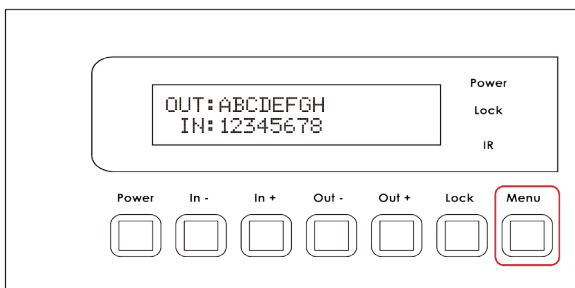 OUT:ABCDEFGH
IN:12345678
Power
Lock
IR
Power In - In + Out - Out + Lock Menu